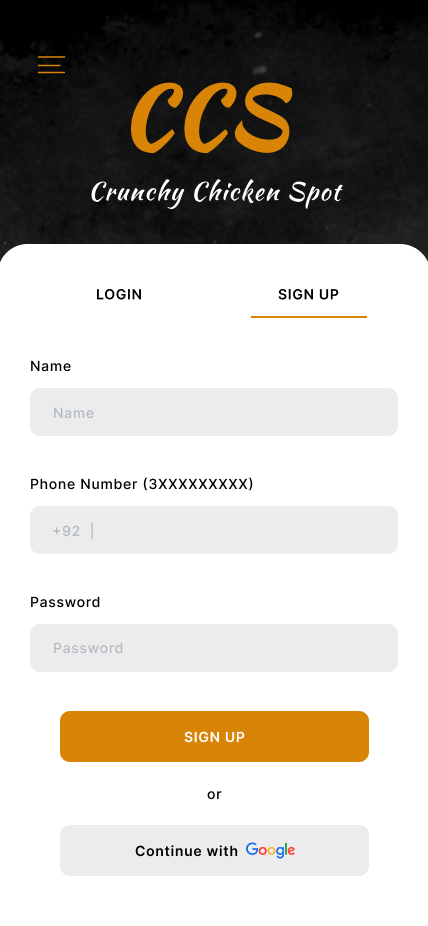 CCS
Crunchy Chicken Spot
LOGIN SIGN UP
Name
Name
Phone Number (3XXXXXXXXX)
+92 |
Password
Password
SIGN UP
or
Continue with Google